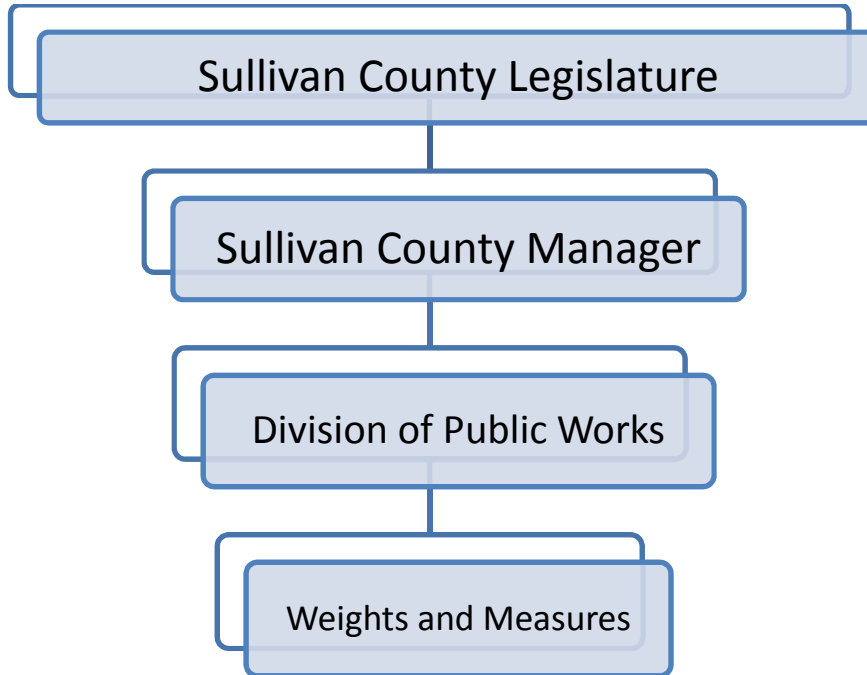 Sullivan County Legislature
Sullivan County Manager
Division of Public Works
Weights and Measures